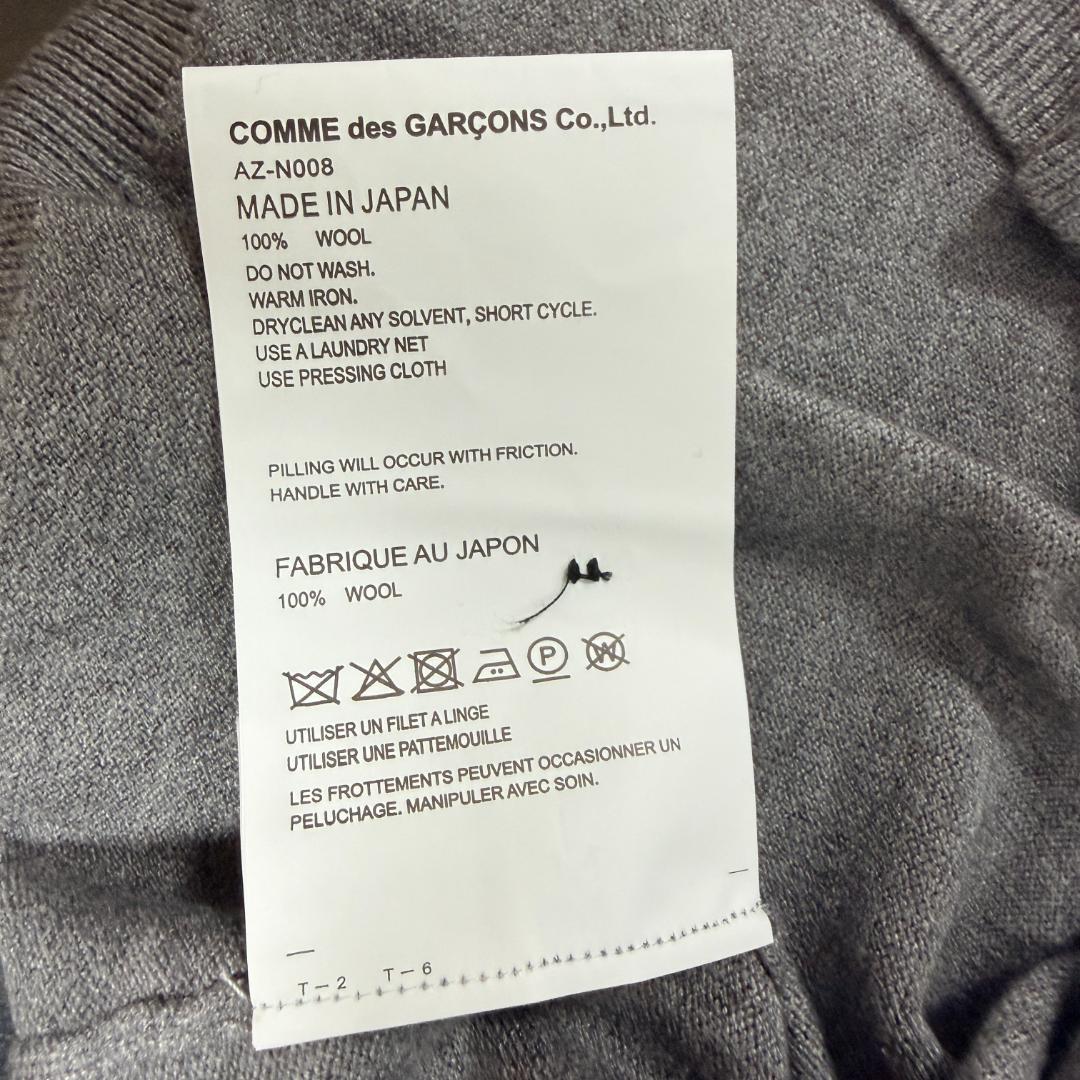 COMME des GARÇONS Co.,Ltd.
AZ-N008
MADE IN JAPAN
100% WOOL
DO NOT WASH.
WARM IRON.
DRYCLEAN ANY SOLVENT, SHORT CYCLE.
USE A LAUNDRY NET
USE PRESSING CLOTH
PILLING WILL OCCUR WITH FRICTION.
HANDLE WITH CARE.
FABRIQUE AU JAPON
100% WOOL
P W
UTILISER UN FILET A LINGE
UTILISER UNE PATTEMOUILLE
LES FROTTEMENTS PEUVENT OCCASIONNER UN
PELUCHAGE. MANIPULER AVEC SOIN.
T-2 T-6